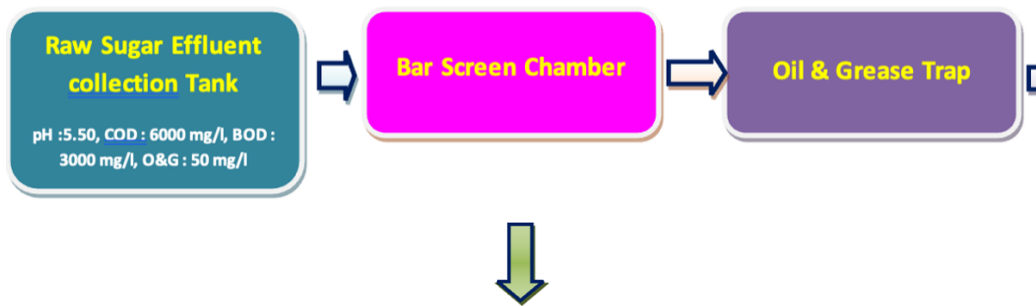 Raw Sugar Effluent
collection Tank
pH :5.50, COD : 6000 mg/l, BOD :
3000 mg/l, O&G : 50 mg/l
Bar Screen Chamber
Oil & Grease Trap